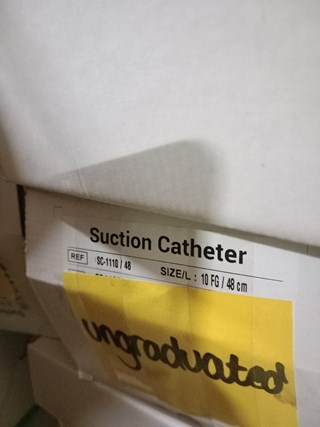 Suction Catheter
REF SC-1110 / 48 SIZE/L : 10 FG / 48 cm
ungraduated